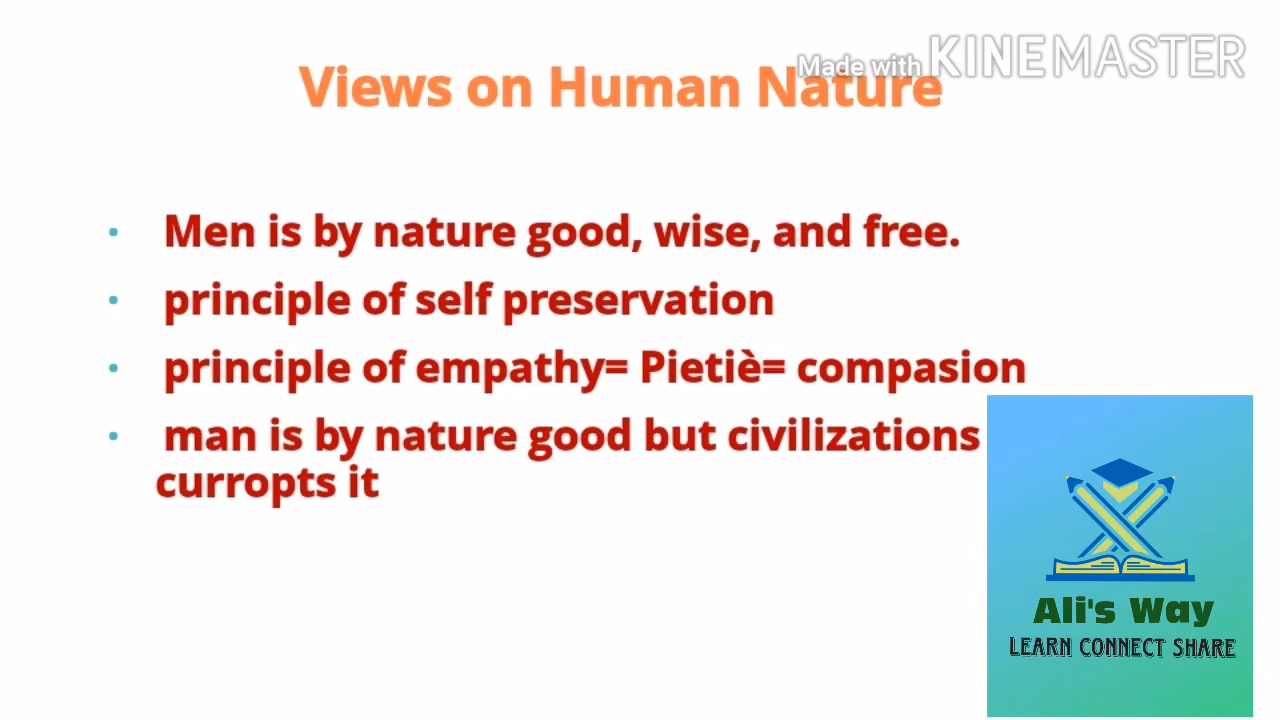 Made with KINEMASTER
Views on Human Nature
· Men is by nature good, wise, and free.
· principle of self preservation
· principle of empathy= Pietiè= compasion
· man is by nature good but civilizations
curropts it
Ali's Way
LEARN CONNECT SHARE